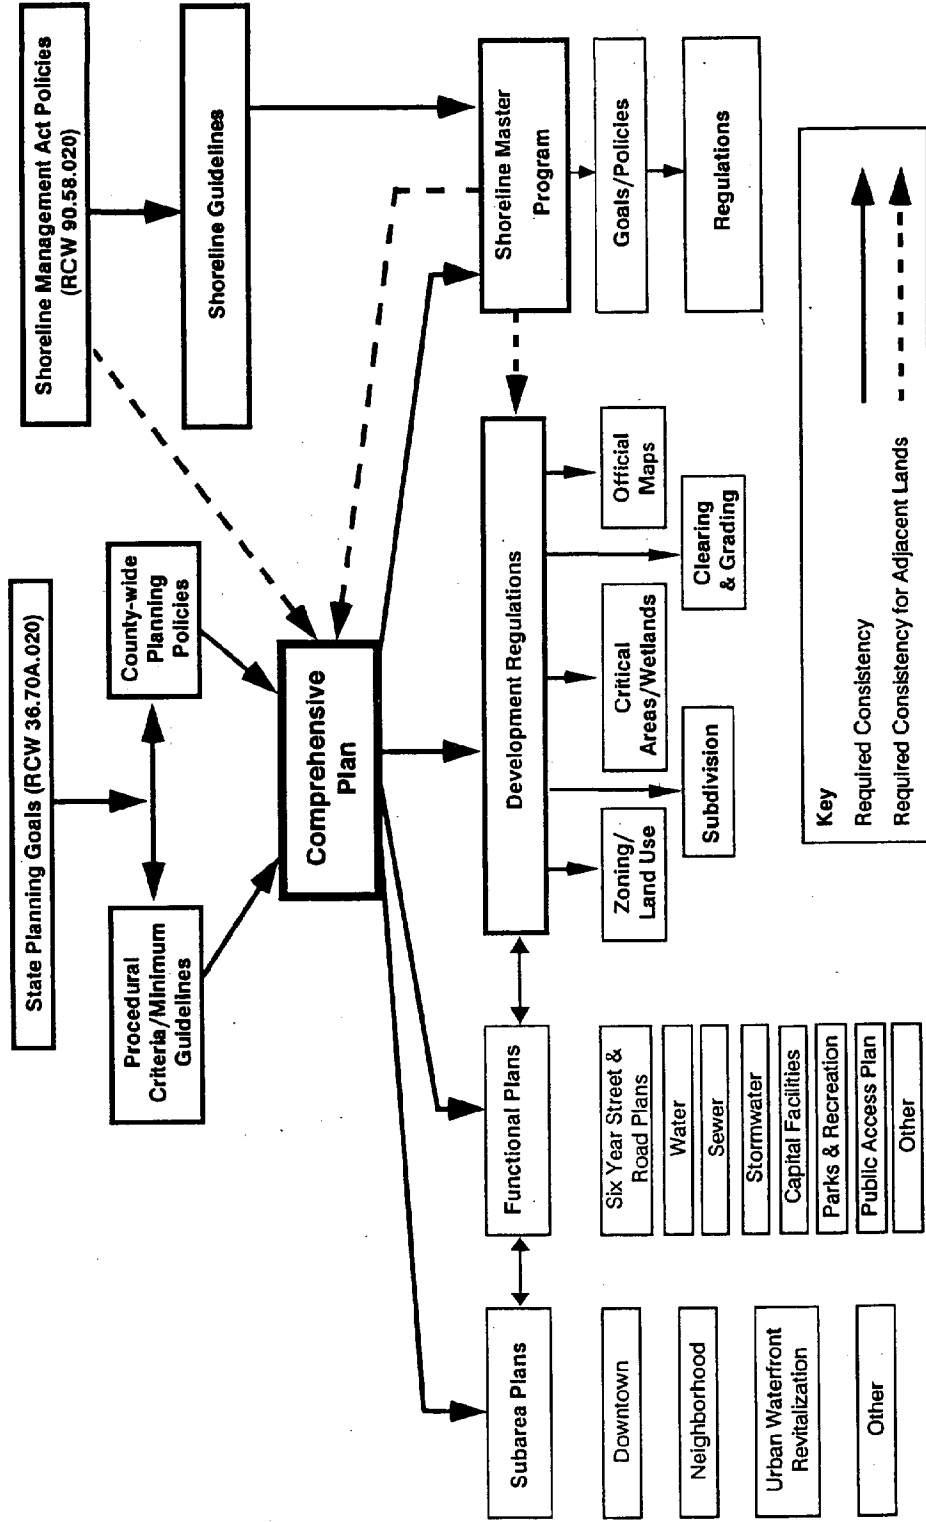 State Planning Goals (RCW 36.70A.020)
Shoreline Management Act Policies
(RCW 90.58.020)
Procedural
Criteria/Minimum
Guidelines
County-wide
Planning
Policies
Shoreline Guidelines
Comprehensive
Plan
Subarea Plans
Functional Plans
Development Regulations
Shoreline Master
Program
Downtown
Neighborhood
Urban Waterfront
Revitalization
Other
Six Year Street &
Road Plans
Water
Sewer
Stormwater
Capital Facilities
Parks & Recreation
Public Access Plan
Other
Zoning/
Land Use
Subdivision
Critical
Areas/Wetlands
Clearing
& Grading
Official
Maps
Goals/Policies
Regulations
Key
Required Consistency
Required Consistency for Adjacent Lands